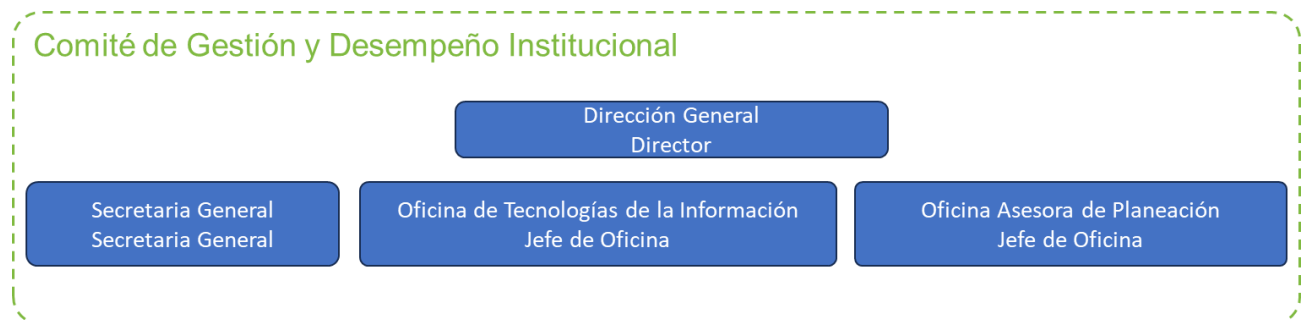 Comité de Gestión y Desempeño Institucional
Dirección General
Director
Secretaria General
Secretaria General
Oficina de Tecnologías de la Información
Jefe de Oficina
Oficina Asesora de Planeación
Jefe de Oficina